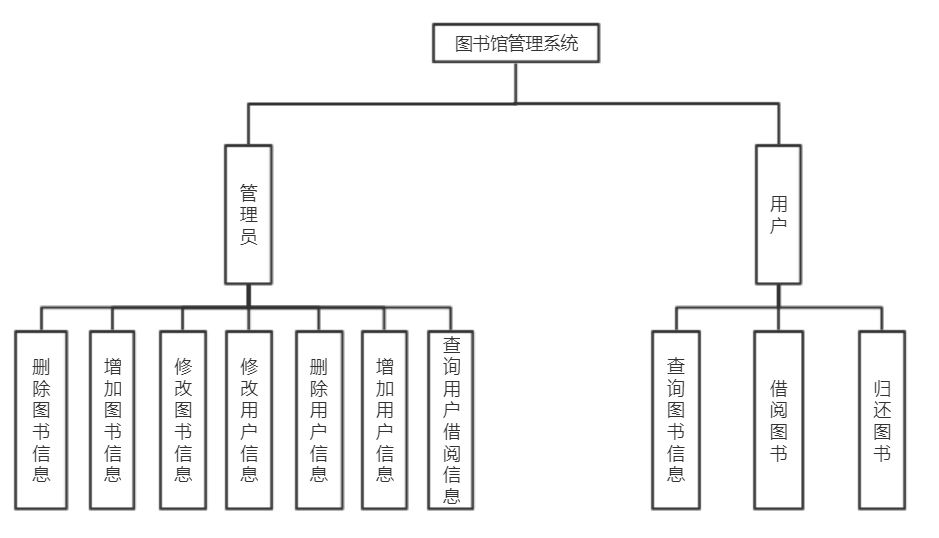 图书馆管理系统
管理员
用户
删除图书信息
增加图书信息
修改图书信息
修改用户信息
删除用户信息
增加用户信息
查询用户借阅信息
查询图书信息
借阅图书
归还图书